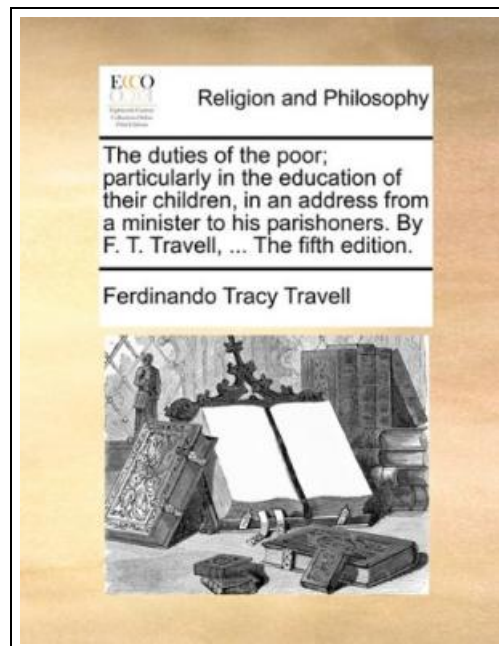 ECCO
Religion and Philosophy
The duties of the poor;
particularly in the education of
their children, in an address from
a minister to his parishoners. By
F. T. Travell, ... The fifth edition.
Ferdinando Tracy Travell